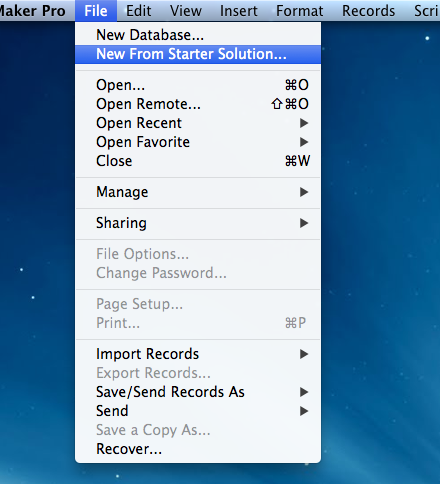 Maker Pro File Edit View Insert Format Records Scri
New Database...
New From Starter Solution...
Open... ⌘O
Open Remote... ⇧⌘O
Open Recent ▶
Open Favorite ▶
Close ⌘W
Manage ▶
Sharing ▶
File Options...
Change Password...
Page Setup...
Print... ⌘P
Import Records ▶
Export Records...
Save/Send Records As ▶
Send ▶
Save a Copy As...
Recover...